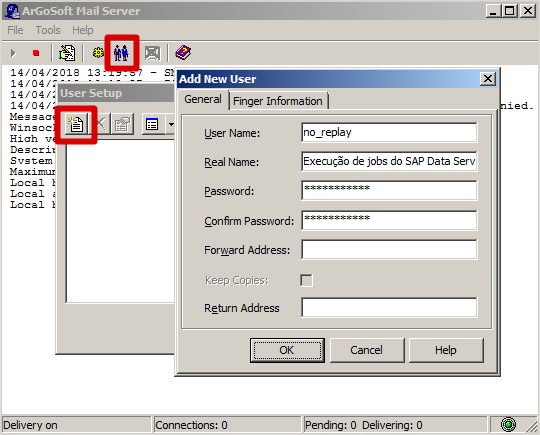 ArGoSoft Mail Server
File Tools Help
14/04/2018 13:19:57 - S
14/04/
14/04/
14/04/2 nied.
Message
Winsoc
High ve
Descri
System
Maximu
Local
Local a
Local
User Setup
Add New User
General Finger Information
User Name: no_replay
Real Name: Execução de jobs do SAP Data Serv
Password: ***********
Confirm Password: ***********
Forward Address:
Keep Copies:
Return Address
OK Cancel Help
Delivery on Connections: 0 Pending: 0 Delivering: 0